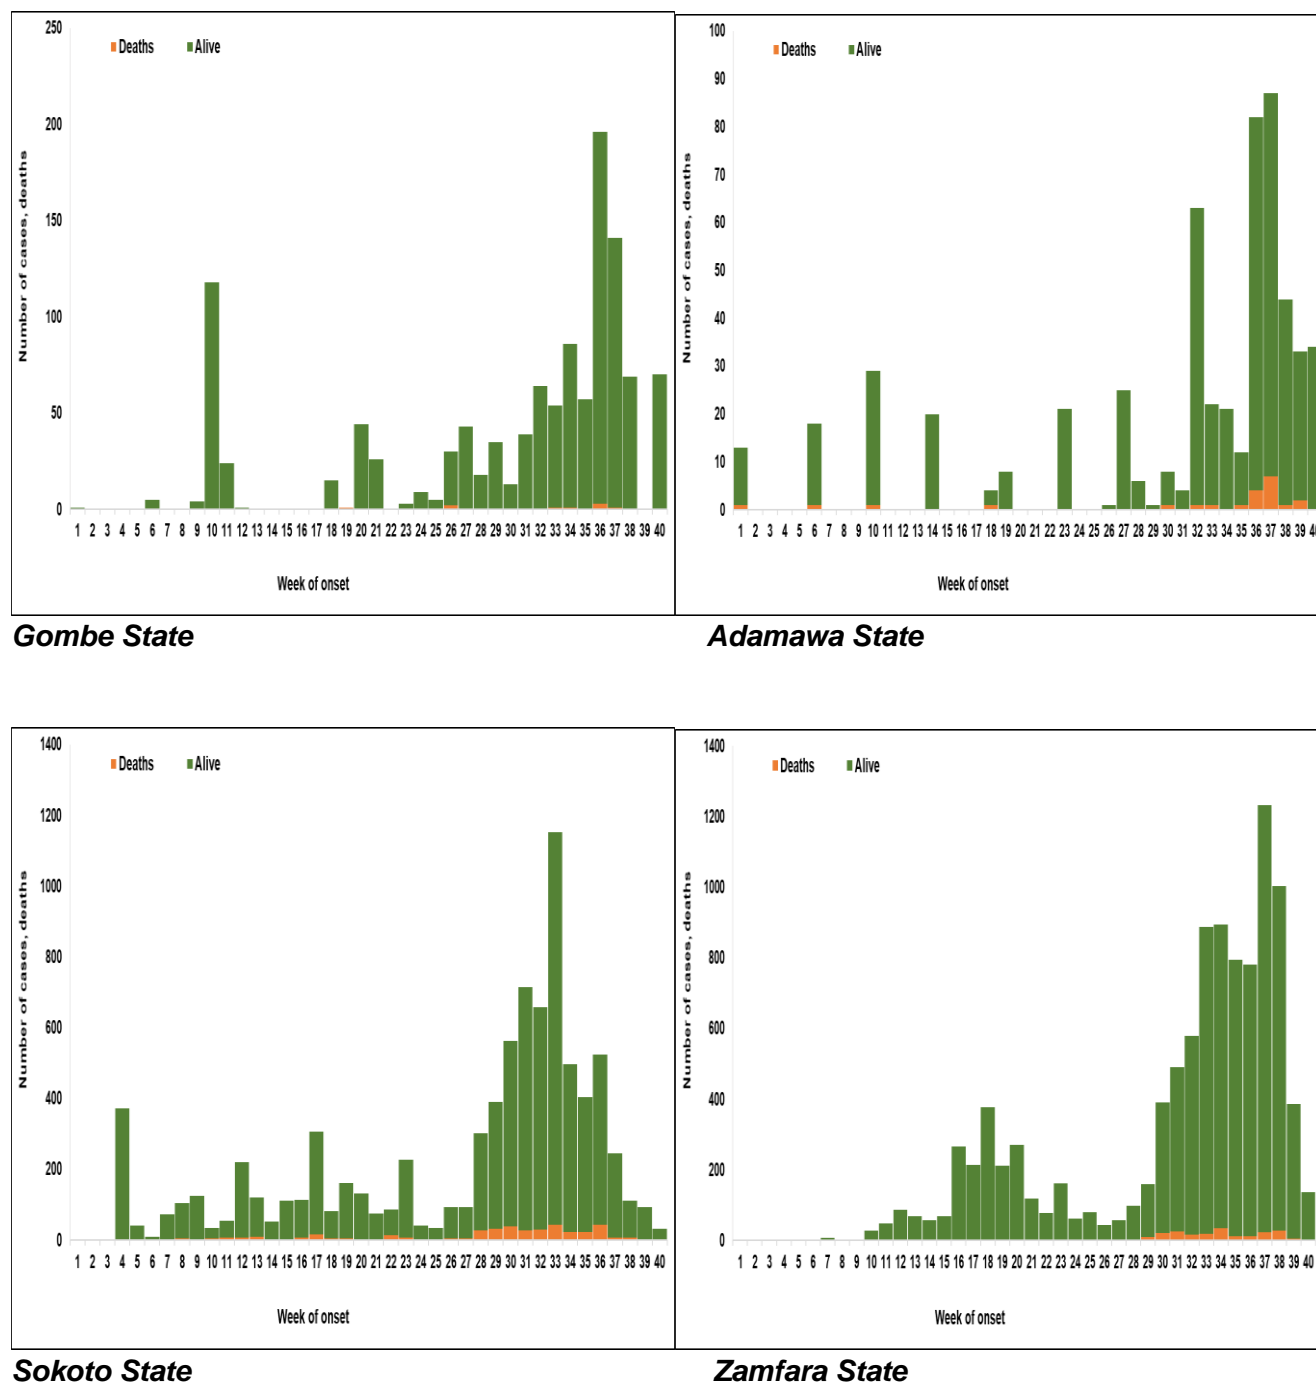 250
200
150
100
50
0
Number of cases, deaths
Deaths Alive
1 2 3 4 5 6 7 8 9 10 11 12 13 14 15 16 17 18 19 20 21 22 23 24 25 26 27 28 29 30 31 32 33 34 35 36 37 38 39 40
Week of onset
Gombe State
100
90
80
70
60
50
40
30
20
10
0
Number of cases, deaths
Deaths Alive
1 2 3 4 5 6 7 8 9 10 11 12 13 14 15 16 17 18 19 20 21 22 23 24 25 26 27 28 29 30 31 32 33 34 35 36 37 38 39 40
Week of onset
Adamawa State
1400
1200
1000
800
600
400
200
0
Number of cases, deaths
Deaths Alive
1 2 3 4 5 6 7 8 9 10 11 12 13 14 15 16 17 18 19 20 21 22 23 24 25 26 27 28 29 30 31 32 33 34 35 36 37 38 39 40
Week of onset
Sokoto State
1400
1200
1000
800
600
400
200
0
Number of cases, deaths
Deaths Alive
1 2 3 4 5 6 7 8 9 10 11 12 13 14 15 16 17 18 19 20 21 22 23 24 25 26 27 28 29 30 31 32 33 34 35 36 37 38 39 40
Week of onset
Zamfara State